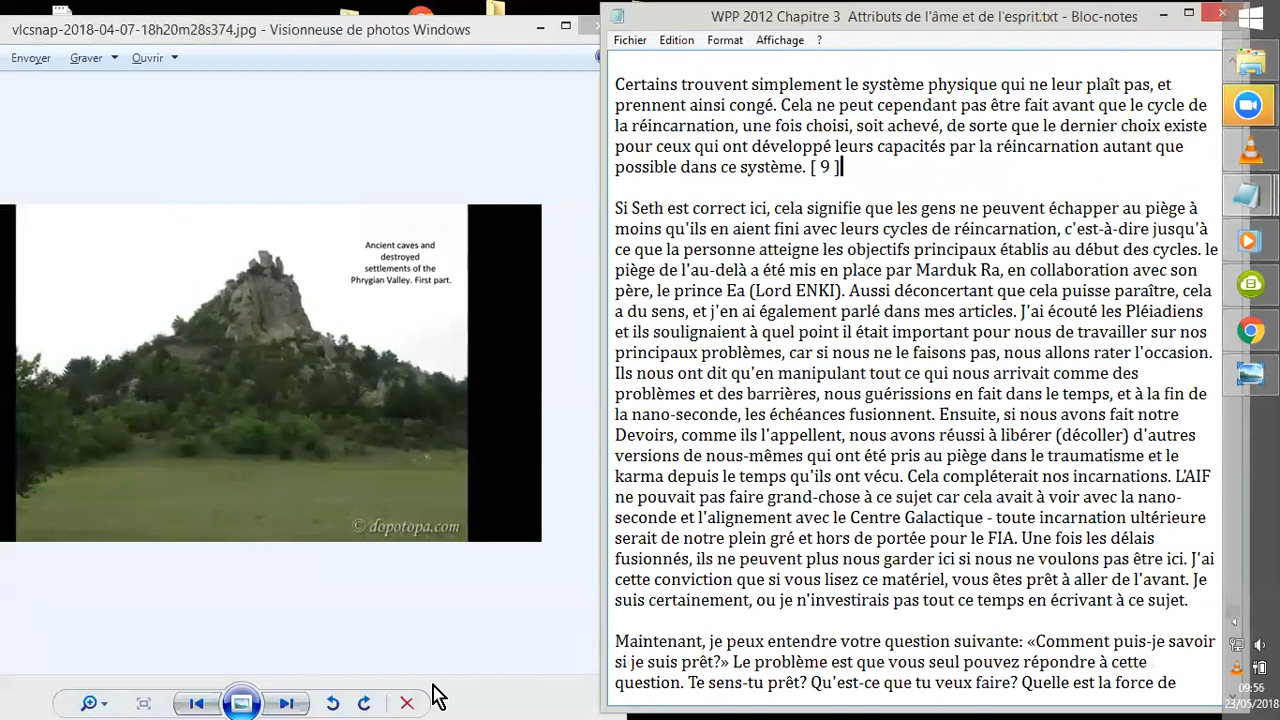 vlcsnap-2018-04-07-18h20m28s374.jpg - Visionneuse de photos Windows
Envoyer Graver Ouvrir
Ancient caves and
destroyed
settlements of the
Phrygian Valley. First part.
© dopotopa.com
WPP 2012 Chapitre 3 Attributs de l'âme et de l'esprit.txt - Bloc-notes
Fichier Edition Format Affichage ?
Certains trouvent simplement le système physique qui ne leur plaît pas, et
prennent ainsi congé. Cela ne peut cependant pas être fait avant que le cycle de
la réincarnation, une fois choisi, soit achevé, de sorte que le dernier choix existe
pour ceux qui ont développé leurs capacités par la réincarnation autant que
possible dans ce système. [ 9 ]
Si Seth est correct ici, cela signifie que les gens ne peuvent échapper au piège à
moins qu'ils en aient fini avec leurs cycles de réincarnation, c'est-à-dire jusqu'à
ce que la personne atteigne les objectifs principaux établis au début des cycles. le
piège de l'au-delà a été mis en place par Marduk Ra, en collaboration avec son
père, le prince Ea (Lord ENKI). Aussi déconcertant que cela puisse paraître, cela
a du sens, et j'en ai également parlé dans mes articles. J'ai écouté les Pléiadiens
et ils soulignaient à quel point il était important pour nous de travailler sur nos
principaux problèmes, car si nous ne le faisons pas, nous allons rater l'occasion.
Ils nous ont dit qu'en manipulant tout ce qui nous arrivait comme des
problèmes et des barrières, nous guérissions en fait dans le temps, et à la fin de
la nano-seconde, les échéances fusionnent. Ensuite, si nous avons fait notre
Devoirs, comme ils l'appellent, nous avons réussi à libérer (décoller) d'autres
versions de nous-mêmes qui ont été pris au piège dans le traumatisme et le
karma depuis le temps qu'ils ont vécu. Cela compléterait nos incarnations. L'AIF
ne pouvait pas faire grand-chose à ce sujet car cela avait à voir avec la nano-
seconde et l'alignement avec le Centre Galactique - toute incarnation ultérieure
serait de notre plein gré et hors de portée pour le FIA. Une fois les délais
fusionnés, ils ne peuvent plus nous garder ici si nous ne voulons pas être ici. J'ai
cette conviction que si vous lisez ce matériel, vous êtes prêt à aller de l'avant. Je
suis certainement, ou je n'investirais pas tout ce temps en écrivant à ce sujet.
Maintenant, je peux entendre votre question suivante: «Comment puis-je savoir
si je suis prêt?» Le problème est que vous seul pouvez répondre à cette
question. Te sens-tu prêt? Qu'est-ce que tu veux faire? Quelle est la force de
09:56
23/05/2018